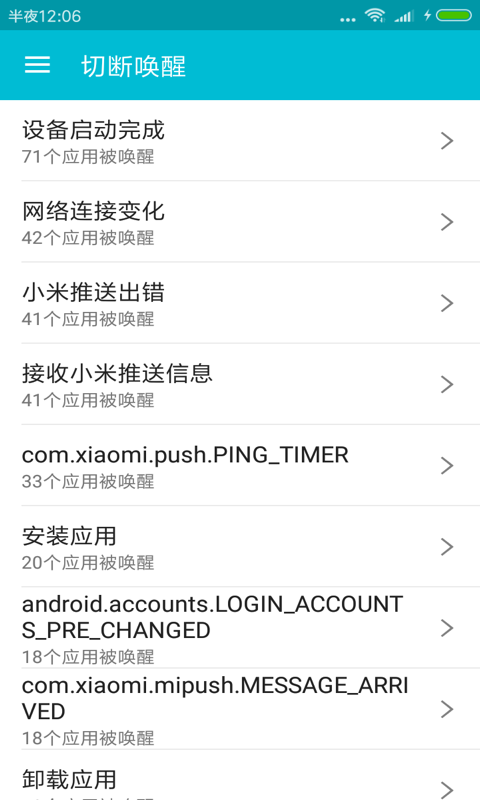 半夜12:06
切断唤醒
设备启动完成
71个应用被唤醒
网络连接变化
42个应用被唤醒
小米推送出错
41个应用被唤醒
接收小米推送信息
41个应用被唤醒
com.xiaomi.push.PING_TIMER
33个应用被唤醒
安装应用
20个应用被唤醒
android.accounts.LOGIN_ACCOUNT
S_PRE_CHANGED
18个应用被唤醒
com.xiaomi.mipush.MESSAGE_ARRI
VED
18个应用被唤醒
卸载应用